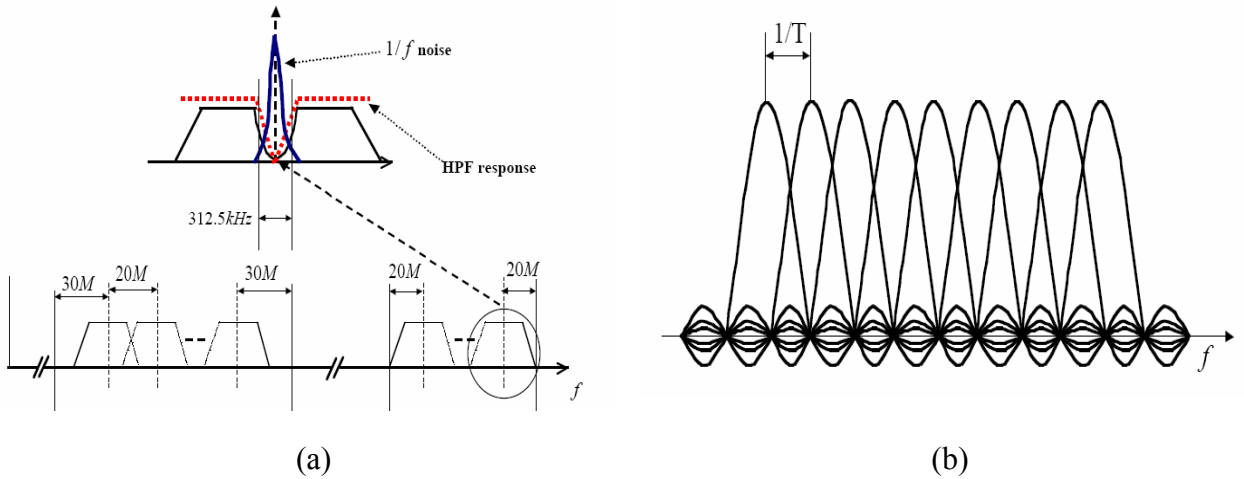 1/f noise
HPF response
312.5kHz
30M
20M
30M
20M
20M
f
(a)
1/T
f
(b)